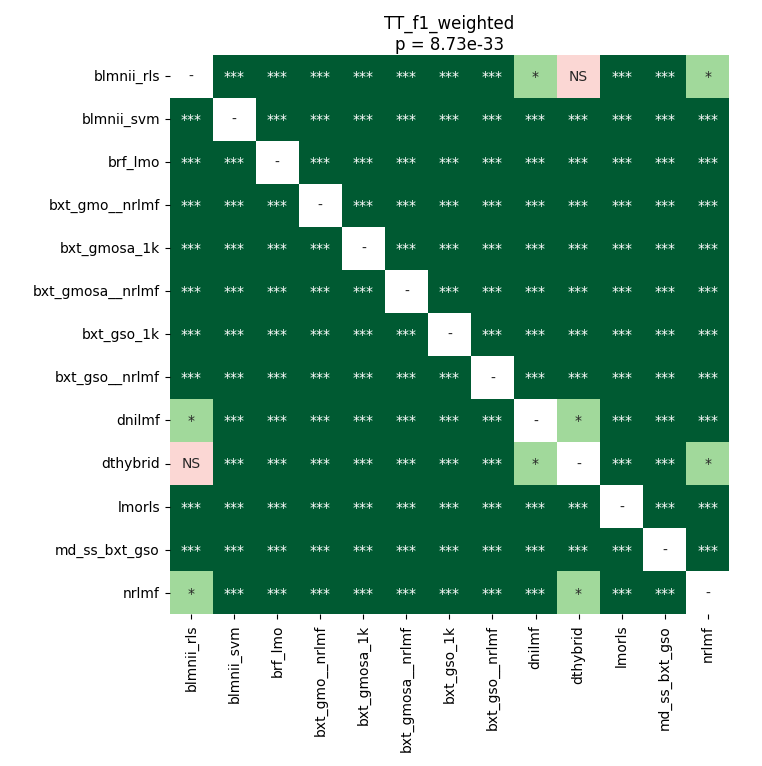 TT_f1_weighted
p = 8.73e-33
blmnii_rls - *** *** *** *** *** *** *** * NS *** *** *
blmnii_svm *** - *** *** *** *** *** *** *** *** *** *** ***
brf_lmo *** *** - *** *** *** *** *** *** *** *** *** ***
bxt_gmo__nrlmf *** *** *** - *** *** *** *** *** *** *** *** ***
bxt_gmosa_1k *** *** *** *** - *** *** *** *** *** *** *** ***
bxt_gmosa__nrlmf *** *** *** *** *** - *** *** *** *** *** *** ***
bxt_gso_1k *** *** *** *** *** *** - *** *** *** *** *** ***
bxt_gso__nrlmf *** *** *** *** *** *** *** - *** *** *** *** ***
dnilmf * *** *** *** *** *** *** *** - * *** *** ***
dthybrid NS *** *** *** *** *** *** *** * - *** *** *
lmorls *** *** *** *** *** *** *** *** *** *** - *** ***
md_ss_bxt_gso *** *** *** *** *** *** *** *** *** *** *** - ***
nrlmf * *** *** *** *** *** *** *** *** * *** *** -
blmnii_rls
blmnii_svm
brf_lmo
bxt_gmo__nrlmf
bxt_gmosa_1k
bxt_gmosa__nrlmf
bxt_gso_1k
bxt_gso__nrlmf
dnilmf
dthybrid
lmorls
md_ss_bxt_gso
nrlmf